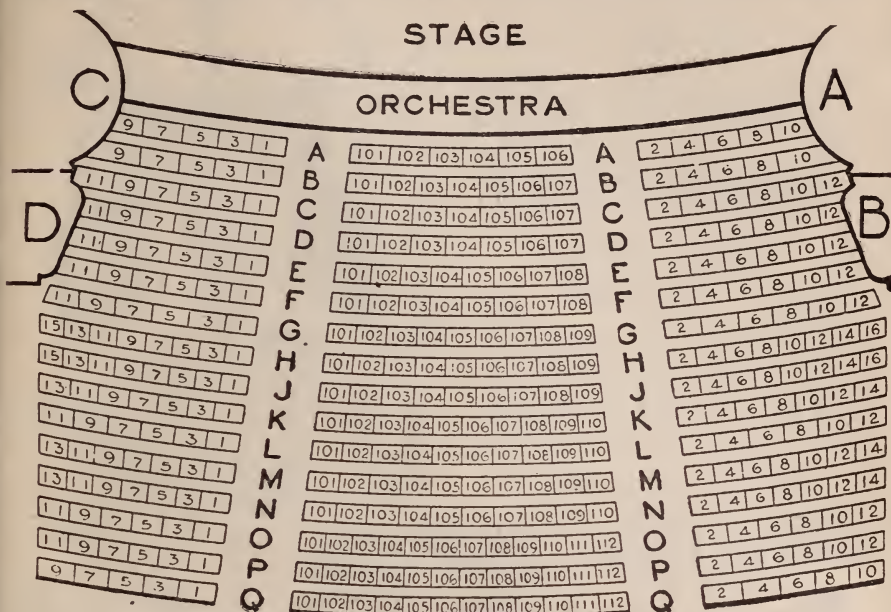 STAGE
C ORCHESTRA A
9 7 5 3 1 A 101 102 103 104 105 106 A 2 4 6 8 10
9 7 5 3 1 B 101 102 103 104 105 106 107 B 2 4 6 8 10
11 9 7 5 3 1 C 101 102 103 104 105 106 107 C 2 4 6 8 10 12
D
B
11 9 7 5 3 1 D 101 102 103 104 105 106 107 D 2 4 6 8 10 12
11 9 7 5 3 1 E 101 102 103 104 105 106 107 108 E 2 4 6 8 10 12
11 9 7 5 3 1 F 101 102 103 104 105 106 107 108 F 2 4 6 8 10 12
11 9 7 5 3 1 G 101 102 103 104 105 106 107 108 109 G 2 4 6 8 10 12
15 13 11 9 7 5 3 1 H 101 102 103 104 105 106 107 108 109 H 2 4 6 8 10 12 14 16
15 13 11 9 7 5 3 1 J 101 102 103 104 105 106 107 108 109 J 2 4 6 8 10 12 14 16
13 11 9 7 5 3 1 K 101 102 103 104 105 106 107 108 109 110 K 2 4 6 8 10 12 14
11 9 7 5 3 1 L 101 102 103 104 105 106 107 108 109 110 L 2 4 6 8 10 12
13 11 9 7 5 3 1 M 101 102 103 104 105 106 107 108 109 110 M 2 4 6 8 10 12 14
13 11 9 7 5 3 1 N 101 102 103 104 105 106 107 108 109 110 N 2 4 6 8 10 12 14
11 9 7 5 3 1 O 101 102 103 104 105 106 107 108 109 110 111 112 O 2 4 6 8 10 12
11 9 7 5 3 1 P 101 102 103 104 105 106 107 108 109 110 111 112 P 2 4 6 8 10 12
9 7 5 3 1 Q 101 102 103 104 105 106 107 108 109 110 111 112 Q 2 4 6 8 10